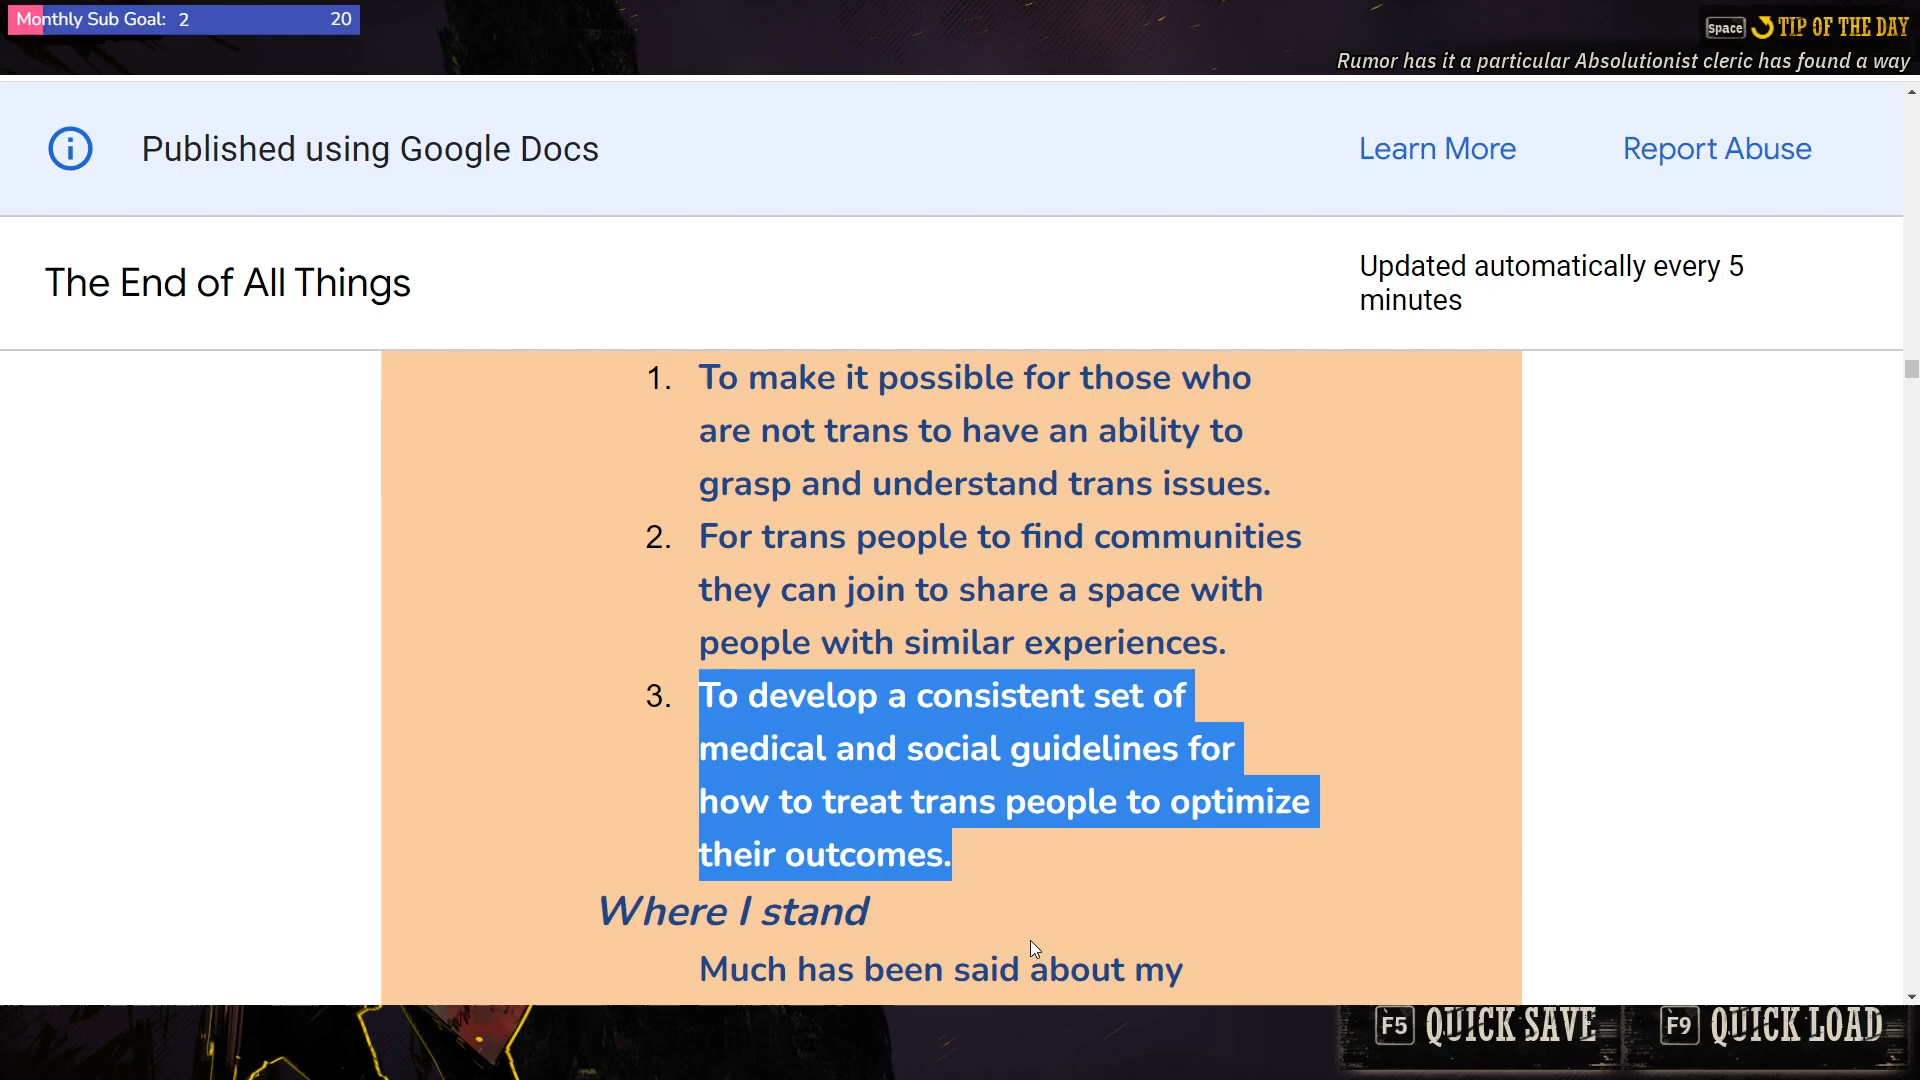 Monthly Sub Goal: 2 20
Space TIP OF THE DAY
Rumor has it a particular Absolutionist cleric has found a way
Published using Google Docs
Learn More
Report Abuse
The End of All Things
Updated automatically every 5
minutes
1. To make it possible for those who
are not trans to have an ability to
grasp and understand trans issues.
2. For trans people to find communities
they can join to share a space with
people with similar experiences.
3. To develop a consistent set of
medical and social guidelines for
how to treat trans people to optimize
their outcomes.
Where I stand
Much has been said about my
F5 QUICK SAVE F9 QUICK LOAD